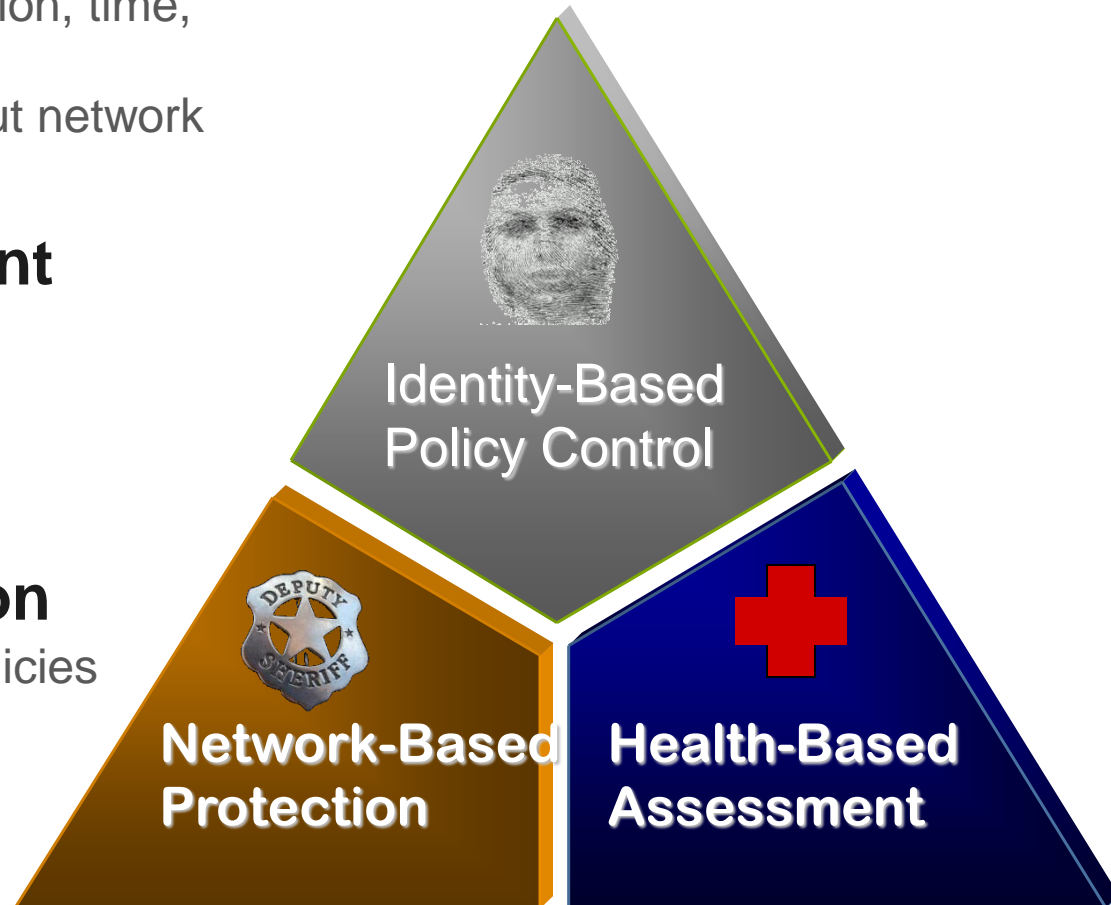 ion, time,
ut network
nt
on
icies
Identity-Based
Policy Control
DEPUTY
SHERIFF
Network-Based
Protection
Health-Based
Assessment